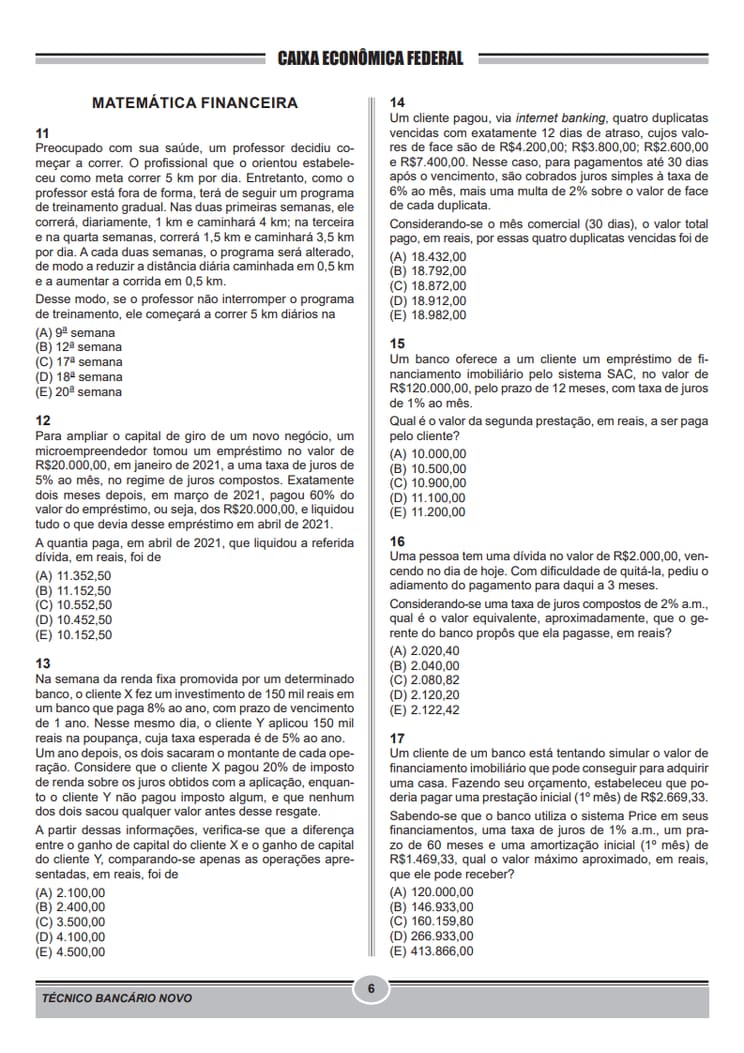 CAIXA ECONÔMICA FEDERAL
MATEMÁTICA FINANCEIRA
11
Preocupado com sua saúde, um professor decidiu co-
meçar a correr. O profissional que o orientou estabele-
ceu como meta correr 5 km por dia. Entretanto, como o
professor está fora de forma, terá de seguir um programa
de treinamento gradual. Nas duas primeiras semanas, ele
correrá, diariamente, 1 km e caminhará 4 km; na terceira
e na quarta semanas, correrá 1,5 km e caminhará 3,5 km
por dia. A cada duas semanas, o programa será alterado,
de modo a reduzir a distância diária caminhada em 0,5 km
e a aumentar a corrida em 0,5 km.
Desse modo, se o professor não interromper o programa
de treinamento, ele começará a correr 5 km diários na
(A) 9ª semana
(B) 12ª semana
(C) 17ª semana
(D) 18ª semana
(E) 20ª semana
12
Para ampliar o capital de giro de um novo negócio, um
microempreendedor tomou um empréstimo no valor de
R$20.000,00, em janeiro de 2021, a uma taxa de juros de
5% ao mês, no regime de juros compostos. Exatamente
dois meses depois, em março de 2021, pagou 60% do
valor do empréstimo, ou seja, dos R$20.000,00, e liquidou
tudo o que devia desse empréstimo em abril de 2021.
A quantia paga, em abril de 2021, que liquidou a referida
dívida, em reais, foi de
(A) 11.352,50
(B) 11.152,50
(C) 10.552,50
(D) 10.452,50
(E) 10.152,50
13
Na semana da renda fixa promovida por um determinado
banco, o cliente X fez um investimento de 150 mil reais em
um banco que paga 8% ao ano, com prazo de vencimento
de 1 ano. Nesse mesmo dia, o cliente Y aplicou 150 mil
reais na poupança, cuja taxa esperada é de 5% ao ano.
Um ano depois, os dois sacaram o montante de cada ope-
ração. Considere que o cliente X pagou 20% de imposto
de renda sobre os juros obtidos com a aplicação, enquan-
to o cliente Y não pagou imposto algum, e que nenhum
dos dois sacou qualquer valor antes desse resgate.
A partir dessas informações, verifica-se que a diferença
entre o ganho de capital do cliente X e o ganho de capital
do cliente Y, comparando-se apenas as operações apre-
sentadas, em reais, foi de
(A) 2.100,00
(B) 2.400,00
(C) 3.500,00
(D) 4.100,00
(E) 4.500,00
14
Um cliente pagou, via internet banking, quatro duplicatas
vencidas com exatamente 12 dias de atraso, cujos valo-
res de face são de R$4.200,00; R$3.800,00; R$2.600,00
e R$7.400,00. Nesse caso, para pagamentos até 30 dias
após o vencimento, são cobrados juros simples à taxa de
6% ao mês, mais uma multa de 2% sobre o valor de face
de cada duplicata.
Considerando-se o mês comercial (30 dias), o valor total
pago, em reais, por essas quatro duplicatas vencidas foi de
(A) 18.432,00
(B) 18.792,00
(C) 18.872,00
(D) 18.912,00
(E) 18.982,00
15
Um banco oferece a um cliente um empréstimo de fi-
nanciamento imobiliário pelo sistema SAC, no valor de
R$120.000,00, pelo prazo de 12 meses, com taxa de juros
de 1% ao mês.
Qual é o valor da segunda prestação, em reais, a ser paga
pelo cliente?
(A) 10.000,00
(B) 10.500,00
(C) 10.900,00
(D) 11.100,00
(E) 11.200,00
16
Uma pessoa tem uma dívida no valor de R$2.000,00, ven-
cendo no dia de hoje. Com dificuldade de quitá-la, pediu o
adiamento do pagamento para daqui a 3 meses.
Considerando-se uma taxa de juros compostos de 2% a.m.,
qual é o valor equivalente, aproximadamente, que o ge-
rente do banco propôs que ela pagasse, em reais?
(A) 2.020,40
(B) 2.040,00
(C) 2.080,82
(D) 2.120,20
(E) 2.122,42
17
Um cliente de um banco está tentando simular o valor de
financiamento imobiliário que pode conseguir para adquirir
uma casa. Fazendo seu orçamento, estabeleceu que po-
deria pagar uma prestação inicial (1º mês) de R$2.669,33.
Sabendo-se que o banco utiliza o sistema Price em seus
financiamentos, uma taxa de juros de 1% a.m., um pra-
zo de 60 meses e uma amortização inicial (1º mês) de
R$1.469,33, qual o valor máximo aproximado, em reais,
que ele pode receber?
(A) 120.000,00
(B) 146.933,00
(C) 160.159,80
(D) 266.933,00
(E) 413.866,00
TÉCNICO BANCÁRIO NOVO
6